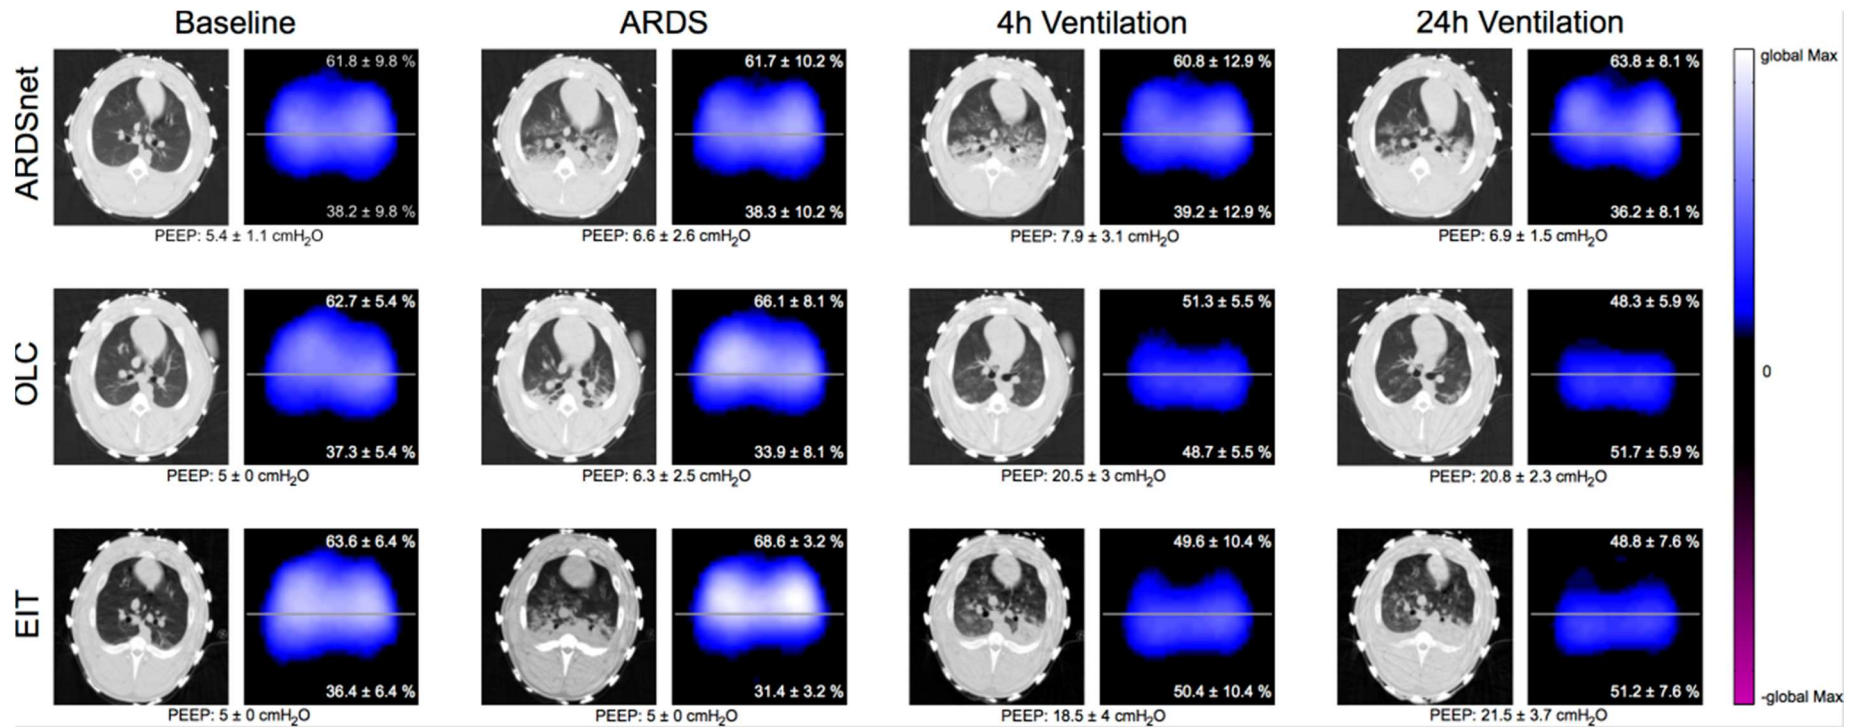 Baseline ARDS 4h Ventilation 24h Ventilation
ARDSnet
61.8 ± 9.8 % 61.7 ± 10.2 % 60.8 ± 12.9 % 63.8 ± 8.1 % global Max
38.2 ± 9.8 % 38.3 ± 10.2 % 39.2 ± 12.9 % 36.2 ± 8.1 %
PEEP: 5.4 ± 1.1 cmH₂O PEEP: 6.6 ± 2.6 cmH₂O PEEP: 7.9 ± 3.1 cmH₂O PEEP: 6.9 ± 1.5 cmH₂O
OLC
62.7 ± 5.4 % 66.1 ± 8.1 % 51.3 ± 5.5 % 48.3 ± 5.9 %
0
37.3 ± 5.4 % 33.9 ± 8.1 % 48.7 ± 5.5 % 51.7 ± 5.9 %
PEEP: 5 ± 0 cmH₂O PEEP: 6.3 ± 2.5 cmH₂O PEEP: 20.5 ± 3 cmH₂O PEEP: 20.8 ± 2.3 cmH₂O
EIT
63.6 ± 6.4 % 68.6 ± 3.2 % 49.6 ± 10.4 % 48.8 ± 7.6 %
36.4 ± 6.4 % 31.4 ± 3.2 % 50.4 ± 10.4 % 51.2 ± 7.6 % -global Max
PEEP: 5 ± 0 cmH₂O PEEP: 5 ± 0 cmH₂O PEEP: 18.5 ± 4 cmH₂O PEEP: 21.5 ± 3.7 cmH₂O